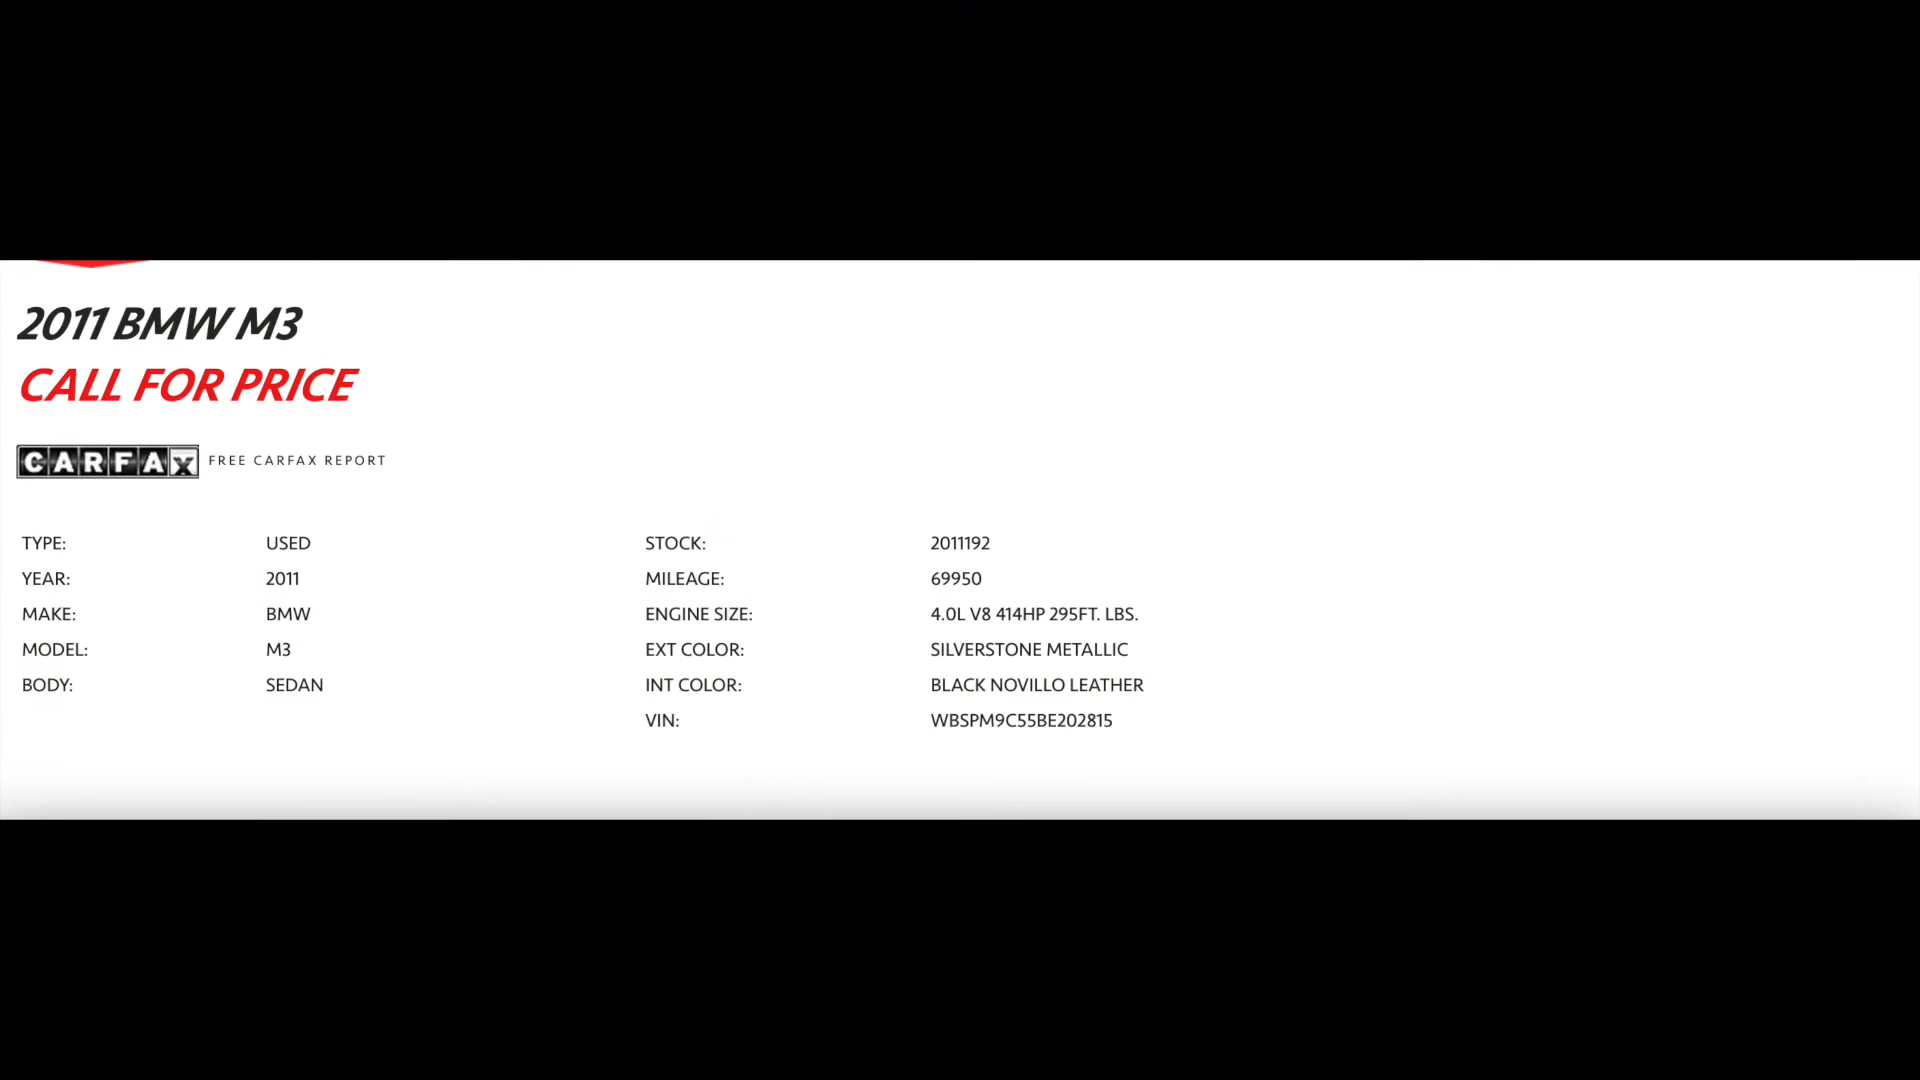 2011 BMW M3
CALL FOR PRICE
CARFAX FREE CARFAX REPORT
TYPE: USED
YEAR: 2011
MAKE: BMW
MODEL: M3
BODY: SEDAN
STOCK: 2011192
MILEAGE: 69950
ENGINE SIZE: 4.0L V8 414HP 295FT. LBS.
EXT COLOR: SILVERSTONE METALLIC
INT COLOR: BLACK NOVILLO LEATHER
VIN: WBSPM9C55BE202815